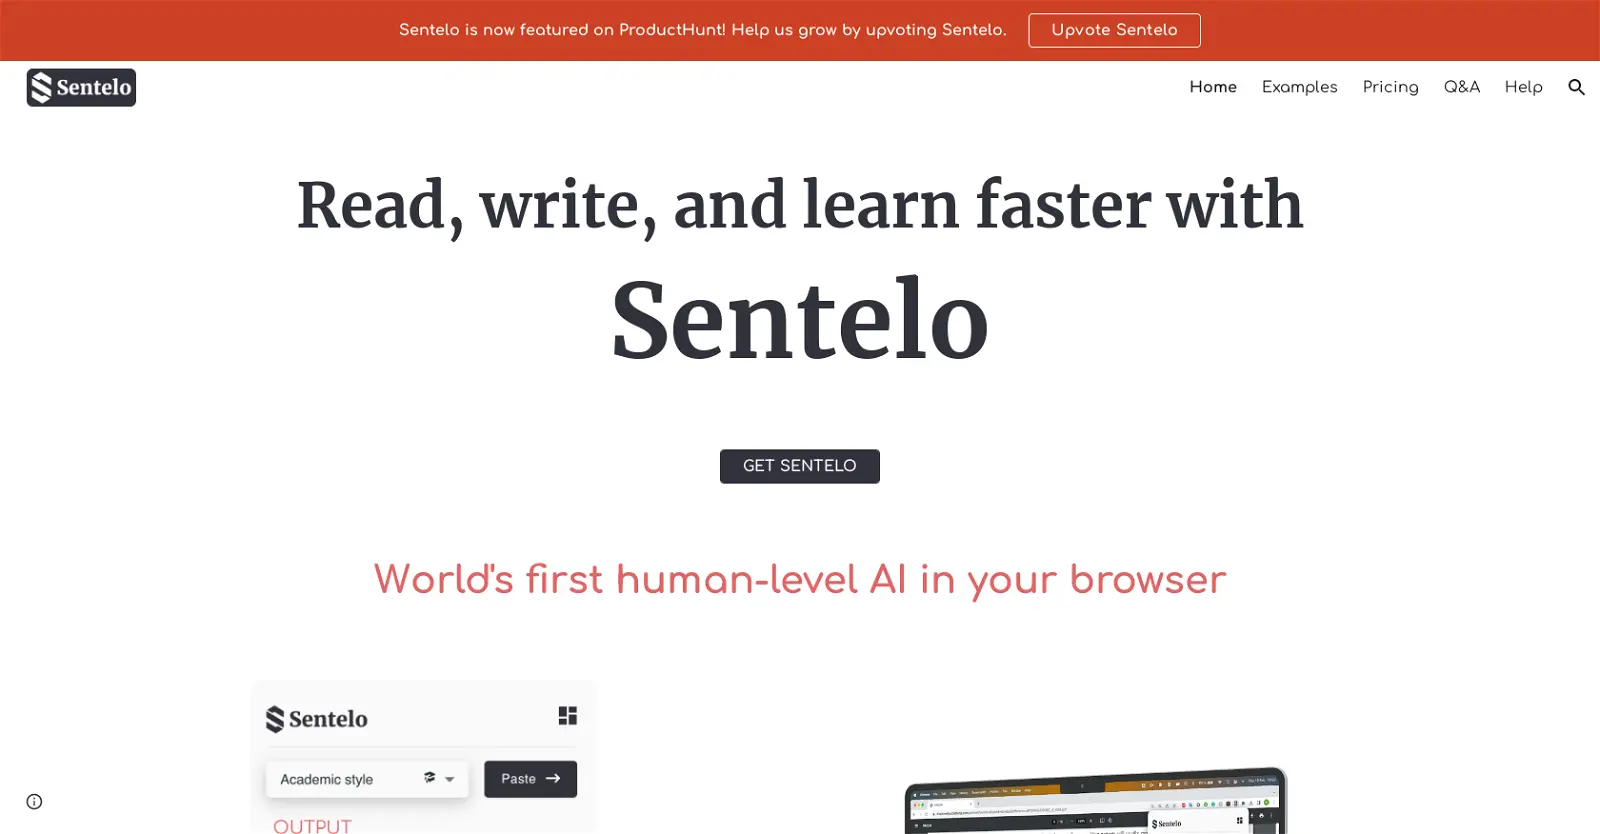 Sentelo is now featured on ProductHunt! Help us grow by upvoting Sentelo. Upvote Sentelo
Sentelo
Home Examples Pricing Q&A Help
Read, write, and learn faster with
Sentelo
GET SENTELO
World's first human-level AI in your browser
Sentelo
Academic style Paste →
OUTPUT
Sentelo